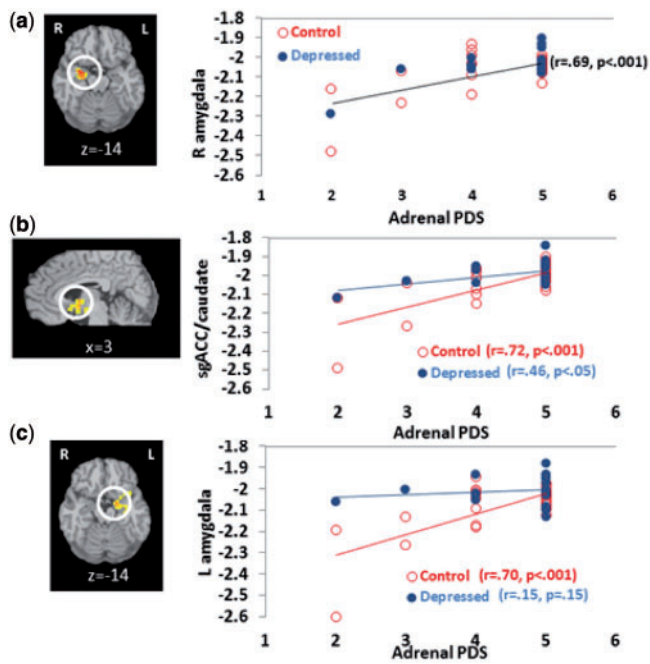 (a)
R L
z=-14
R amygdala
-1.8
-1.9
-2
-2.1
-2.2
-2.3
-2.4
-2.5
-2.6
Control
Depressed
(r=.69, p<.001)
1 2 3 4 5 6
Adrenal PDS
(b)
x=3
sgACC/caudate
-1.8
-1.9
-2
-2.1
-2.2
-2.3
-2.4
-2.5
-2.6
Control (r=.72, p<.001)
Depressed (r=.46, p<.05)
1 2 3 4 5 6
Adrenal PDS
(c)
R L
z=-14
L amygdala
-1.8
-1.9
-2
-2.1
-2.2
-2.3
-2.4
-2.5
-2.6
Control (r=.70, p<.001)
Depressed (r=.15, p=.15)
1 2 3 4 5 6
Adrenal PDS